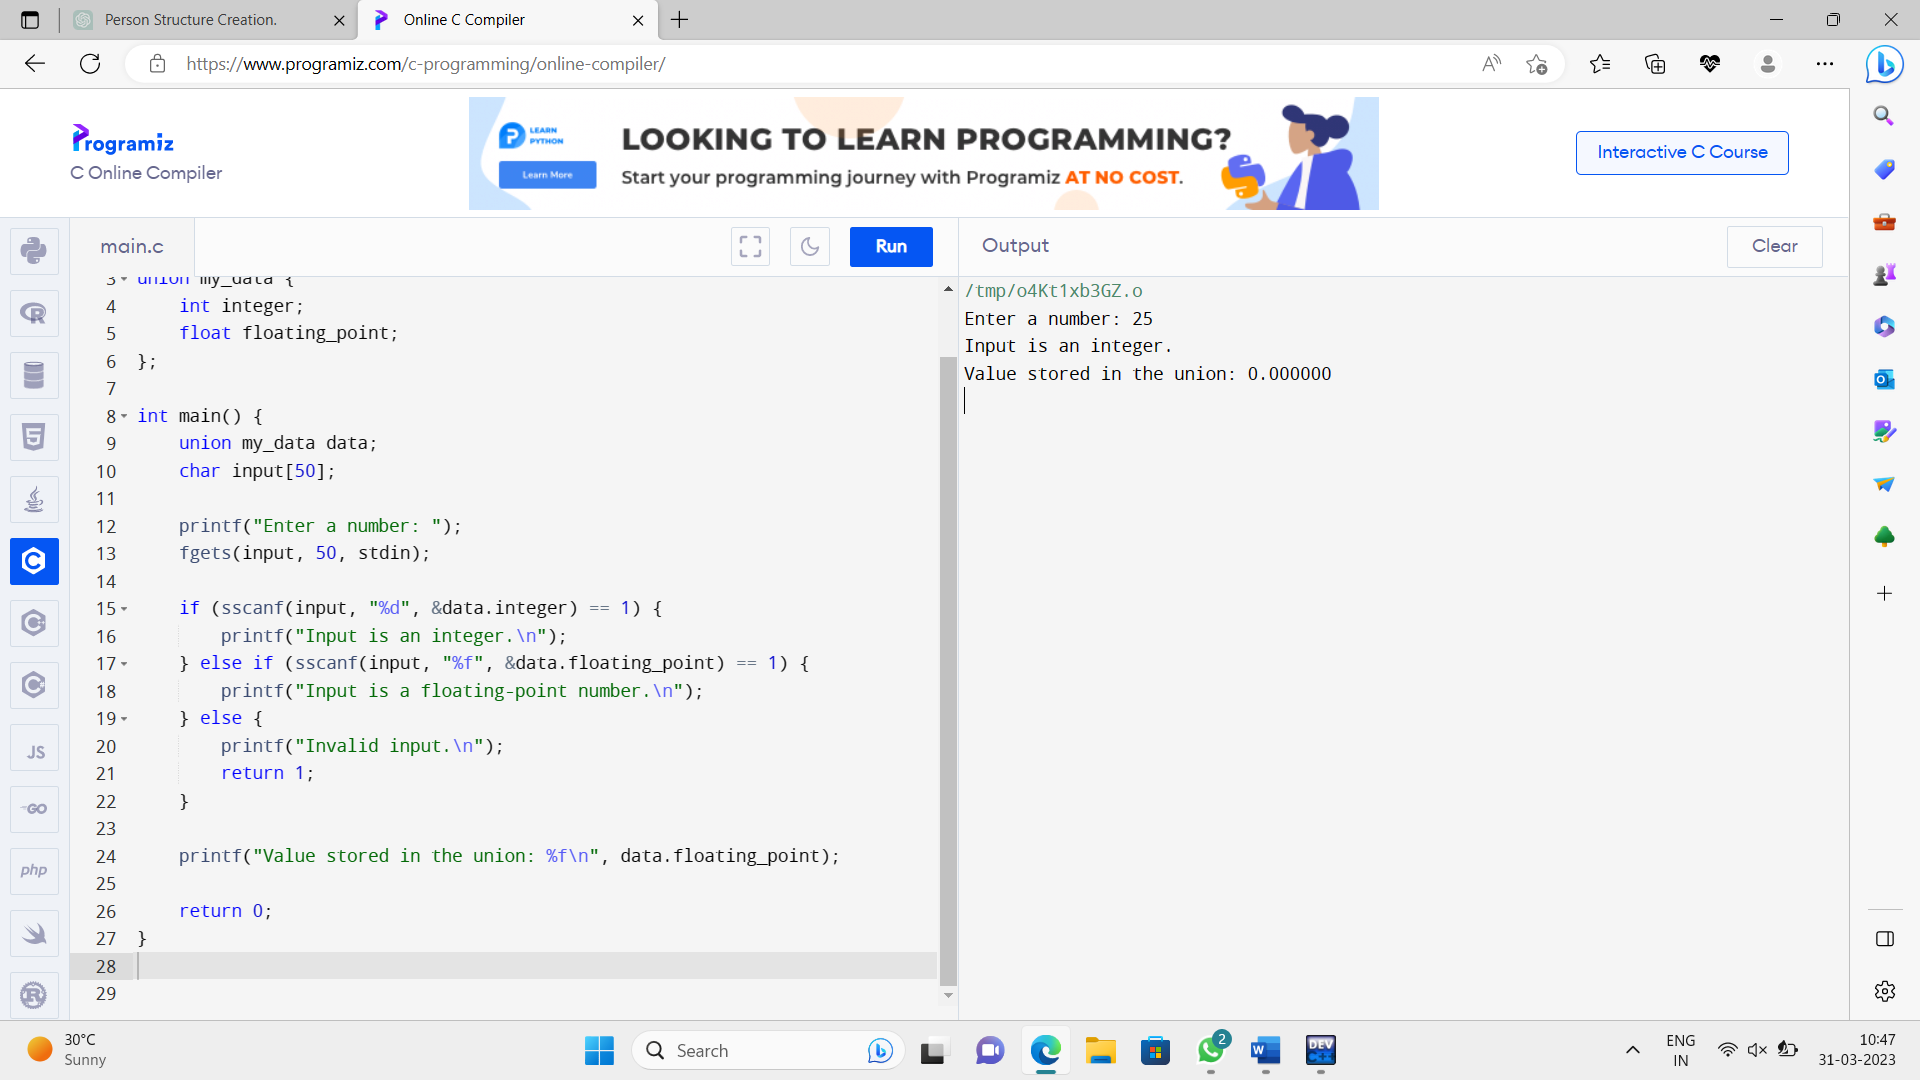 Person Structure Creation.
Online C Compiler
https://www.programiz.com/c-programming/online-compiler/
Programiz
C Online Compiler
LEARN
PYTHON
Learn More
LOOKING TO LEARN PROGRAMMING?
Start your programming journey with Programiz AT NO COST.
Interactive C Course
main.c
Run
Output
Clear
3 union my_data {
4     int integer;
5     float floating_point;
6 };
7
8 int main() {
9     union my_data data;
10     char input[50];
11
12     printf("Enter a number: ");
13     fgets(input, 50, stdin);
14
15     if (sscanf(input, "%d", &data.integer) == 1) {
16         printf("Input is an integer.\n");
17     } else if (sscanf(input, "%f", &data.floating_point) == 1) {
18         printf("Input is a floating-point number.\n");
19     } else {
20         printf("Invalid input.\n");
21         return 1;
22     }
23
24     printf("Value stored in the union: %f\n", data.floating_point);
25
26     return 0;
27 }
28
29
/tmp/o4Kt1xb3GZ.o
Enter a number: 25
Input is an integer.
Value stored in the union: 0.000000
R
5
C
C
JS
GO
php
30°C
Sunny
Search
2
W
DEV
ENG
IN
10:47
31-03-2023